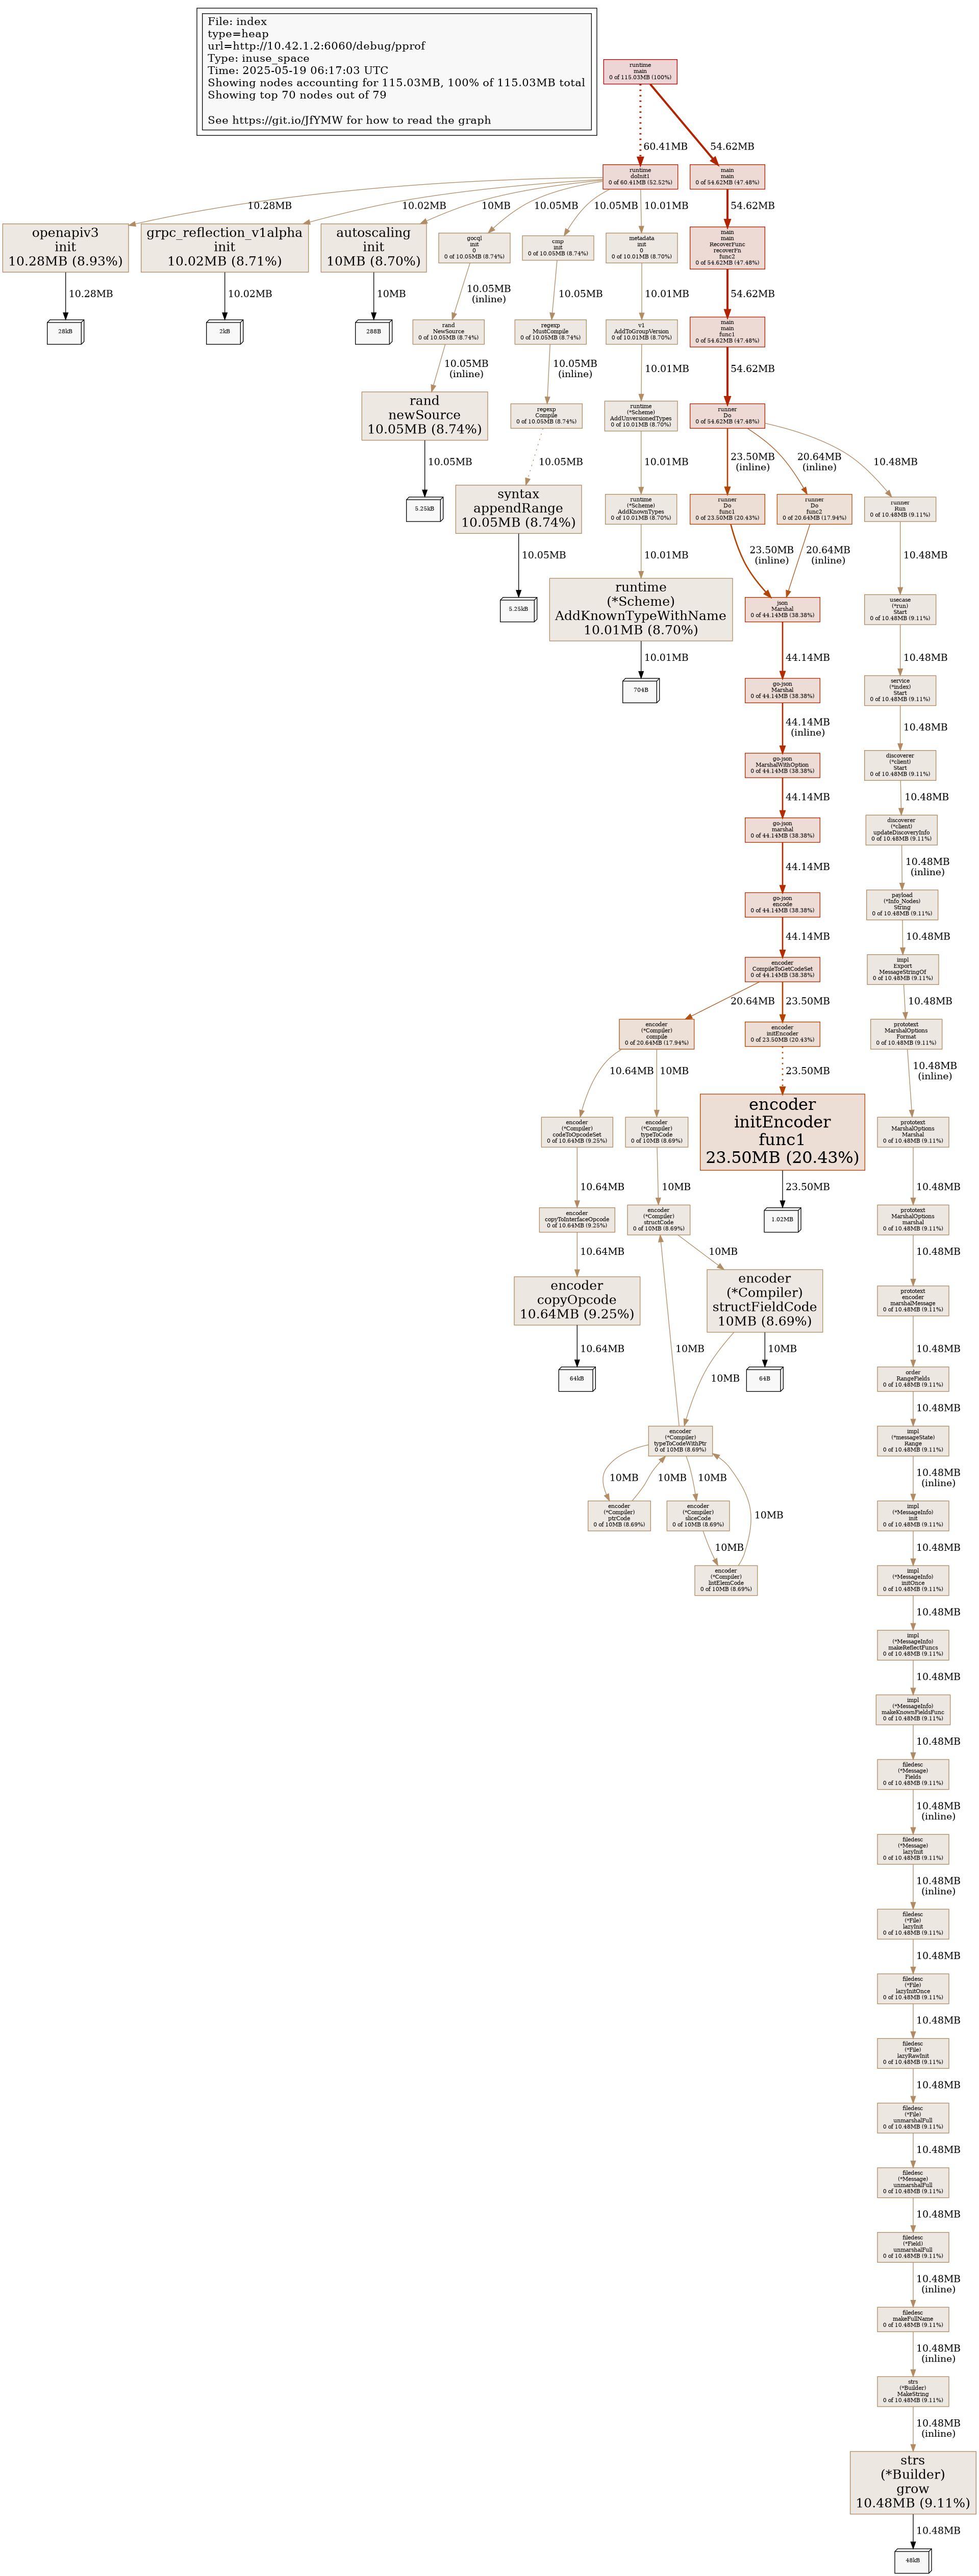 File: index
type=heap
url=http://10.42.1.2:6060/debug/pprof
Type: inuse_space
Time: 2025-05-19 06:17:03 UTC
Showing nodes accounting for 115.03MB, 100% of 115.03MB total
Showing top 70 nodes out of 79
See https://git.io/JfYMW for how to read the graph
runtime
main
0 of 115.03MB (100%)
60.41MB
54.62MB
runtime
doInit1
0 of 60.41MB (52.52%)
main
main
0 of 54.62MB (47.48%)
10.28MB
10.02MB
10MB
10.05MB
10.05MB
10.01MB
54.62MB
openapiv3
init
10.28MB (8.93%)
grpc_reflection_v1alpha
init
10.02MB (8.71%)
autoscaling
init
10MB (8.70%)
gocql
init
0
0 of 10.05MB (8.74%)
cmp
init
0 of 10.05MB (8.74%)
metadata
init
0
0 of 10.01MB (8.70%)
main
main
RecoverFunc
recoverFn
func2
0 of 54.62MB (47.48%)
10.28MB
10.02MB
10MB
10.05MB
(inline)
10.05MB
10.01MB
54.62MB
28kB
2kB
288B
rand
NewSource
0 of 10.05MB (8.74%)
regexp
MustCompile
0 of 10.05MB (8.74%)
v1
AddToGroupVersion
0 of 10.01MB (8.70%)
main
main
func1
0 of 54.62MB (47.48%)
10.05MB
(inline)
10.05MB
(inline)
10.01MB
54.62MB
rand
newSource
10.05MB (8.74%)
regexp
Compile
0 of 10.05MB (8.74%)
runtime
(*Scheme)
AddUnversionedTypes
0 of 10.01MB (8.70%)
runner
Do
0 of 54.62MB (47.48%)
10.05MB
10.05MB
10.01MB
23.50MB
(inline)
20.64MB
(inline)
10.48MB
5.25kB
syntax
appendRange
10.05MB (8.74%)
runtime
(*Scheme)
AddKnownTypes
0 of 10.01MB (8.70%)
runner
Do
func1
0 of 23.50MB (20.43%)
runner
Do
func2
0 of 20.64MB (17.94%)
runner
Run
0 of 10.48MB (9.11%)
10.05MB
10.01MB
23.50MB
(inline)
20.64MB
(inline)
10.48MB
5.25kB
runtime
(*Scheme)
AddKnownTypeWithName
10.01MB (8.70%)
json
Marshal
0 of 44.14MB (38.38%)
usecase
(*run)
Start
0 of 10.48MB (9.11%)
10.01MB
44.14MB
10.48MB
704B
go-json
Marshal
0 of 44.14MB (38.38%)
service
(*index)
Start
0 of 10.48MB (9.11%)
44.14MB
(inline)
10.48MB
go-json
MarshalWithOption
0 of 44.14MB (38.38%)
discoverer
(*client)
Start
0 of 10.48MB (9.11%)
44.14MB
10.48MB
go-json
marshal
0 of 44.14MB (38.38%)
discoverer
(*client)
updateDiscoveryInfo
0 of 10.48MB (9.11%)
44.14MB
10.48MB
(inline)
go-json
encode
0 of 44.14MB (38.38%)
payload
(*Info_Nodes)
String
0 of 10.48MB (9.11%)
44.14MB
10.48MB
encoder
CompileToGetCodeSet
0 of 44.14MB (38.38%)
impl
Export
MessageStringOf
0 of 10.48MB (9.11%)
20.64MB
23.50MB
10.48MB
encoder
(*Compiler)
compile
0 of 20.64MB (17.94%)
encoder
initEncoder
0 of 23.50MB (20.43%)
prototext
MarshalOptions
Format
0 of 10.48MB (9.11%)
10.64MB
10MB
23.50MB
10.48MB
(inline)
encoder
(*Compiler)
codeToOpcodeSet
0 of 10.64MB (9.25%)
encoder
(*Compiler)
typeToCode
0 of 10MB (8.69%)
encoder
initEncoder
func1
23.50MB (20.43%)
prototext
MarshalOptions
Marshal
0 of 10.48MB (9.11%)
10.64MB
10MB
23.50MB
10.48MB
encoder
copyToInterfaceOpcode
0 of 10.64MB (9.25%)
encoder
(*Compiler)
structCode
0 of 10MB (8.69%)
1.02MB
prototext
MarshalOptions
marshal
0 of 10.48MB (9.11%)
10.64MB
10MB
10.48MB
encoder
copyOpcode
10.64MB (9.25%)
encoder
(*Compiler)
structFieldCode
10MB (8.69%)
prototext
encoder
marshalMessage
0 of 10.48MB (9.11%)
10.64MB
10MB
10MB
10MB
10.48MB
64kB
64B
order
RangeFields
0 of 10.48MB (9.11%)
10.48MB
encoder
(*Compiler)
typeToCodeWithPtr
0 of 10MB (8.69%)
impl
(*messageState)
Range
0 of 10.48MB (9.11%)
10MB
10MB
10MB
10MB
10.48MB
(inline)
encoder
(*Compiler)
ptrCode
0 of 10MB (8.69%)
encoder
(*Compiler)
sliceCode
0 of 10MB (8.69%)
impl
(*MessageInfo)
init
0 of 10.48MB (9.11%)
10MB
10.48MB
encoder
(*Compiler)
listElemCode
0 of 10MB (8.69%)
impl
(*MessageInfo)
initOnce
0 of 10.48MB (9.11%)
10.48MB
impl
(*MessageInfo)
makeReflectFuncs
0 of 10.48MB (9.11%)
10.48MB
impl
(*MessageInfo)
makeKnownFieldsFunc
0 of 10.48MB (9.11%)
10.48MB
filedesc
(*Message)
Fields
0 of 10.48MB (9.11%)
10.48MB
(inline)
filedesc
(*Message)
lazyInit
0 of 10.48MB (9.11%)
10.48MB
(inline)
filedesc
(*File)
lazyInit
0 of 10.48MB (9.11%)
10.48MB
filedesc
(*File)
lazyInitOnce
0 of 10.48MB (9.11%)
10.48MB
filedesc
(*File)
lazyRawInit
0 of 10.48MB (9.11%)
10.48MB
filedesc
(*File)
unmarshalFull
0 of 10.48MB (9.11%)
10.48MB
filedesc
(*Message)
unmarshalFull
0 of 10.48MB (9.11%)
10.48MB
filedesc
(*Field)
unmarshalFull
0 of 10.48MB (9.11%)
10.48MB
(inline)
filedesc
makeFullName
0 of 10.48MB (9.11%)
10.48MB
(inline)
strs
(*Builder)
MakeString
0 of 10.48MB (9.11%)
10.48MB
(inline)
strs
(*Builder)
grow
10.48MB (9.11%)
10.48MB
48kB